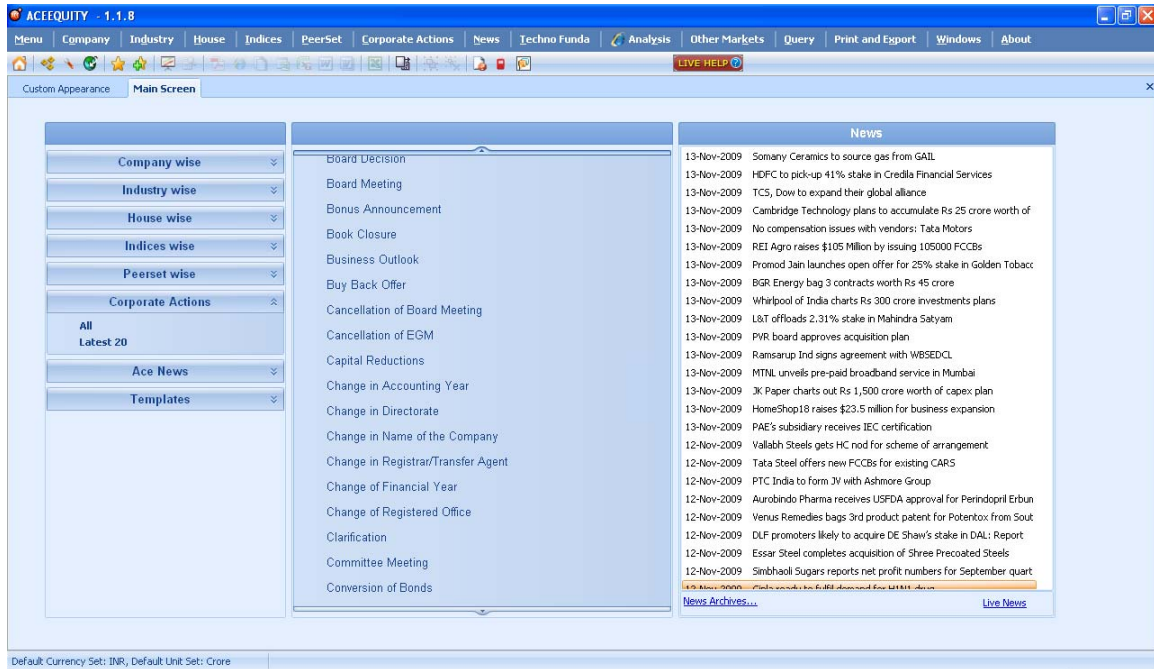 ACEEQUITY - 1.1.8
Menu Company Industry House Indices PeerSet Corporate Actions News Techno Funda Analysis Other Markets Query Print and Export Windows About
LIVE HELP ?
Custom Appearance Main Screen
Company wise
Industry wise
House wise
Indices wise
Peerset wise
Corporate Actions
All
Latest 20
Ace News
Templates
Board Decision
Board Meeting
Bonus Announcement
Book Closure
Business Outlook
Buy Back Offer
Cancellation of Board Meeting
Cancellation of EGM
Capital Reductions
Change in Accounting Year
Change in Directorate
Change in Name of the Company
Change in Registrar/Transfer Agent
Change of Financial Year
Change of Registered Office
Clarification
Committee Meeting
Conversion of Bonds
News
13-Nov-2009 Somany Ceramics to source gas from GAIL
13-Nov-2009 HDFC to pick-up 41% stake in Credila Financial Services
13-Nov-2009 TCS, Dow to expand their global alliance
13-Nov-2009 Cambridge Technology plans to accumulate Rs 25 crore worth of
13-Nov-2009 No compensation issues with vendors: Tata Motors
13-Nov-2009 REI Agro raises $105 Million by issuing 105000 FCCBs
13-Nov-2009 Promod Jain launches open offer for 25% stake in Golden Tobacc
13-Nov-2009 BGR Energy bag 3 contracts worth Rs 45 crore
13-Nov-2009 Whirlpool of India charts Rs 300 crore investments plans
13-Nov-2009 L&T offloads 2.31% stake in Mahindra Satyam
13-Nov-2009 PVR board approves acquisition plan
13-Nov-2009 Ramsarup Ind signs agreement with WBSEDCL
13-Nov-2009 MTNL unveils pre-paid broadband service in Mumbai
13-Nov-2009 JK Paper charts out Rs 1,500 crore worth of capex plan
13-Nov-2009 HomeShop18 raises $23.5 million for business expansion
13-Nov-2009 PAE's subsidiary receives IEC certification
12-Nov-2009 Vallabh Steels gets HC nod for scheme of arrangement
12-Nov-2009 Tata Steel offers new FCCBs for existing CARS
12-Nov-2009 PTC India to form JV with Ashmore Group
12-Nov-2009 Aurobindo Pharma receives USFDA approval for Perindopril Erbun
12-Nov-2009 Venus Remedies bags 3rd product patent for Potentox from Sout
12-Nov-2009 DLF promoters likely to acquire DE Shaw's stake in DAL: Report
12-Nov-2009 Essar Steel completes acquisition of Shree Precoated Steels
12-Nov-2009 Simbhaoli Sugars reports net profit numbers for September quart
12-Nov-2009 Cipla ready to fulfil demand for H1N1 drug
News Archives... Live News
Default Currency Set: INR, Default Unit Set: Crore